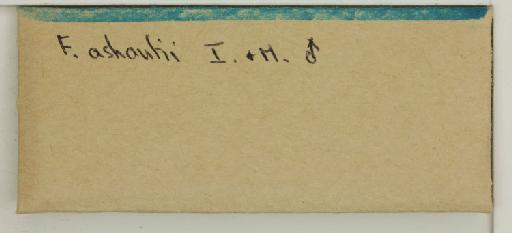 F. ashantii I. + M. ♂